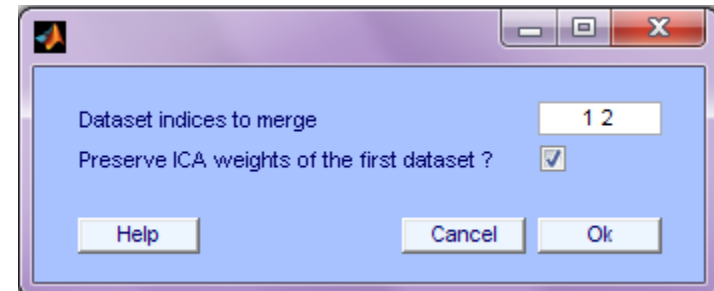 Dataset indices to merge 1 2
Preserve ICA weights of the first dataset ?
Help Cancel Ok